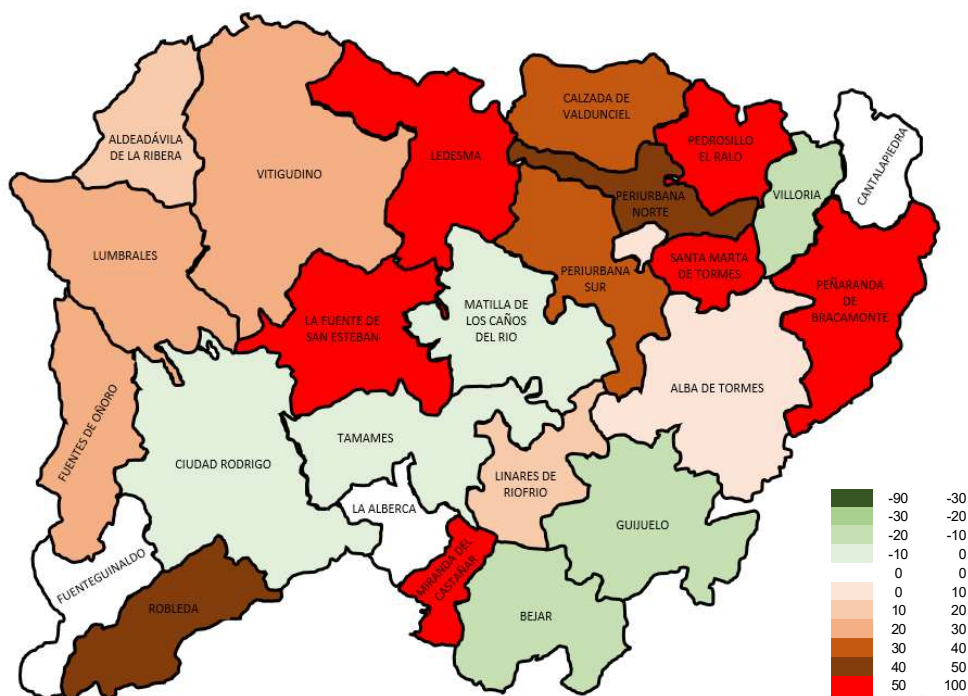 CALZADA DE
VALDUNCIEL
ALDEADÁVILA
DE LA RIBERA
VITIGUDINO
LEDESMA
PEDROSILLO
EL RALO
CANTALAPIEDRA
VILLORIA
PERIURBANA
NORTE
LUMBRALES
PERIURBANA
SUR
SANTA MARTA
DE TORMES
PEÑARANDA
DE
BRACAMONTE
LA FUENTE DE
SAN ESTEBAN
MATILLA DE
LOS CAÑOS
DEL RIO
ALBA DE TORMES
FUENTES DE OÑORO
CIUDAD RODRIGO
TAMAMES
LINARES DE
RIOFRIO
LA ALBERCA
GUIJUELO
FUENTEGUINALDO
MIRANDA DEL
CASTAÑAR
ROBLEDA
BEJAR
-90 -30
-30 -20
-20 -10
-10 0
0 0
0 10
10 20
20 30
30 40
40 50
50 100